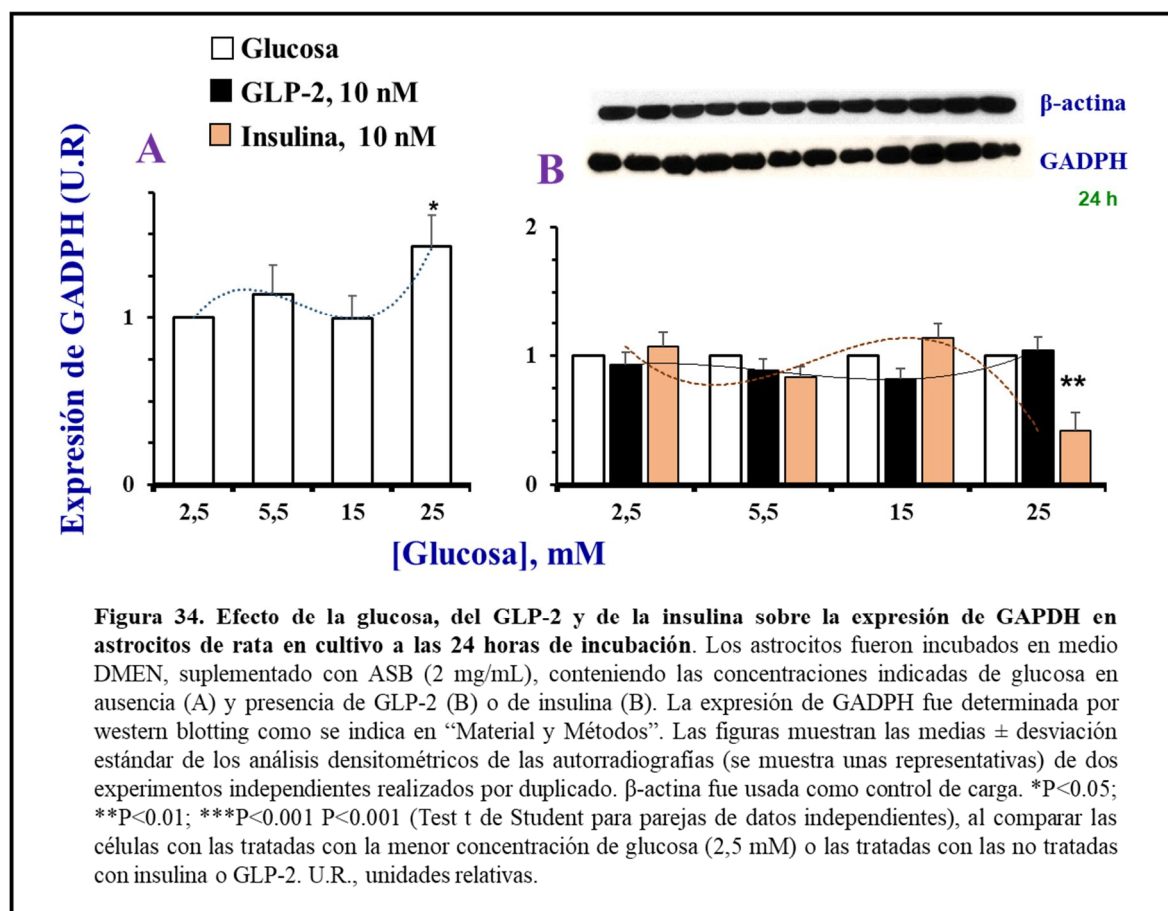 Glucosa
GLP-2, 10 nM
Insulina, 10 nM
A
Expresión de GADPH (U.R)
1
0
*
2,5 5,5 15 25
B
β-actina
GADPH
24 h
2
1
0
**
2,5 5,5 15 25
[Glucosa], mM
Figura 34. Efecto de la glucosa, del GLP-2 y de la insulina sobre la expresión de GAPDH en
astrocitos de rata en cultivo a las 24 horas de incubación. Los astrocitos fueron incubados en medio
DMEN, suplementado con ASB (2 mg/mL), conteniendo las concentraciones indicadas de glucosa en
ausencia (A) y presencia de GLP-2 (B) o de insulina (B). La expresión de GADPH fue determinada por
western blotting como se indica en “Material y Métodos”. Las figuras muestran las medias ± desviación
estándar de los análisis densitométricos de las autorradiografías (se muestra unas representativas) de dos
experimentos independientes realizados por duplicado. β-actina fue usada como control de carga. *P<0.05;
**P<0.01; ***P<0.001 P<0.001 (Test t de Student para parejas de datos independientes), al comparar las
células con las tratadas con la menor concentración de glucosa (2,5 mM) o las tratadas con las no tratadas
con insulina o GLP-2. U.R., unidades relativas.